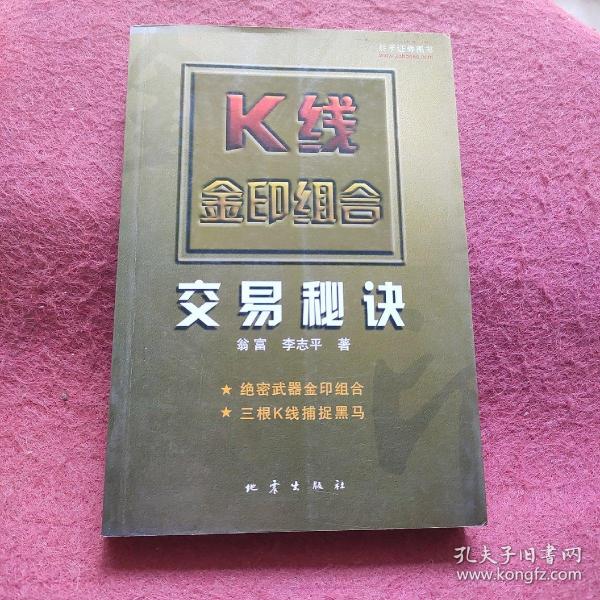 K线
金印组合
交易秘诀
翁富 李志平 著
★ 绝密武器金印组合
★ 三根K线捕捉黑马
地震出版社
孔夫子旧书网
www.kongfz.com